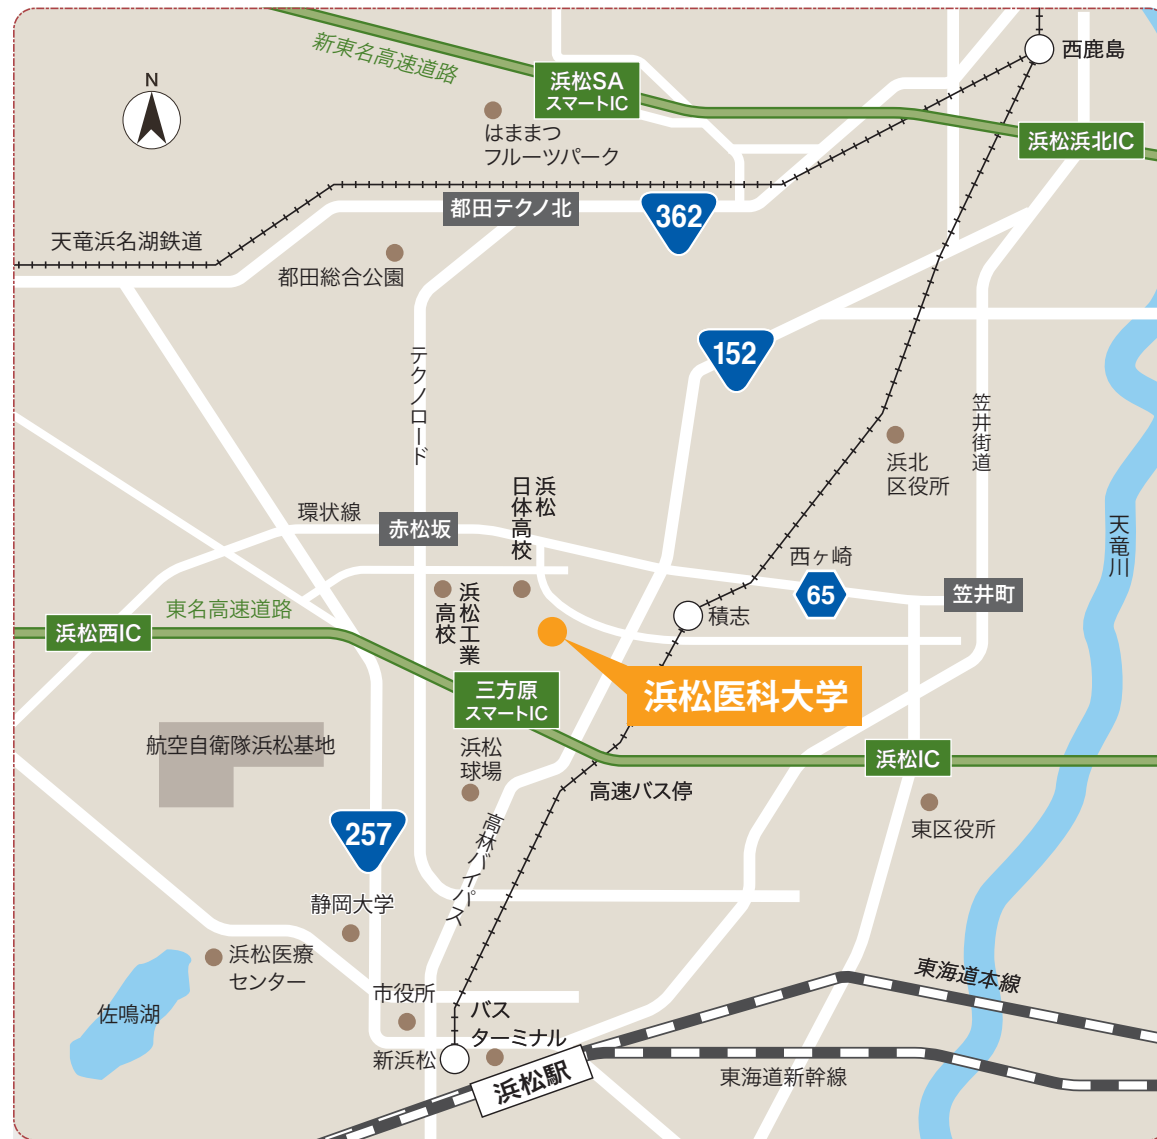 新東名高速道路
浜松SA
スマートIC
西鹿島
N
はままつ
フルーツパーク
浜松浜北IC
都田テクノ北
362
天竜浜名湖鉄道
都田総合公園
152
テクノロード
笠井街道
浜北
区役所
浜松
日体高校
環状線
赤松坂
天竜川
西ヶ崎
65
笠井町
東名高速道路
浜松西IC
浜松工業
高校
積志
浜松医科大学
三方原
スマートIC
航空自衛隊浜松基地
浜松
球場
浜松IC
高速バス停
257
高林バイパス
東区役所
静岡大学
浜松医療
センター
東海道本線
佐鳴湖
市役所
バス
ターミナル
新浜松
浜松駅
東海道新幹線